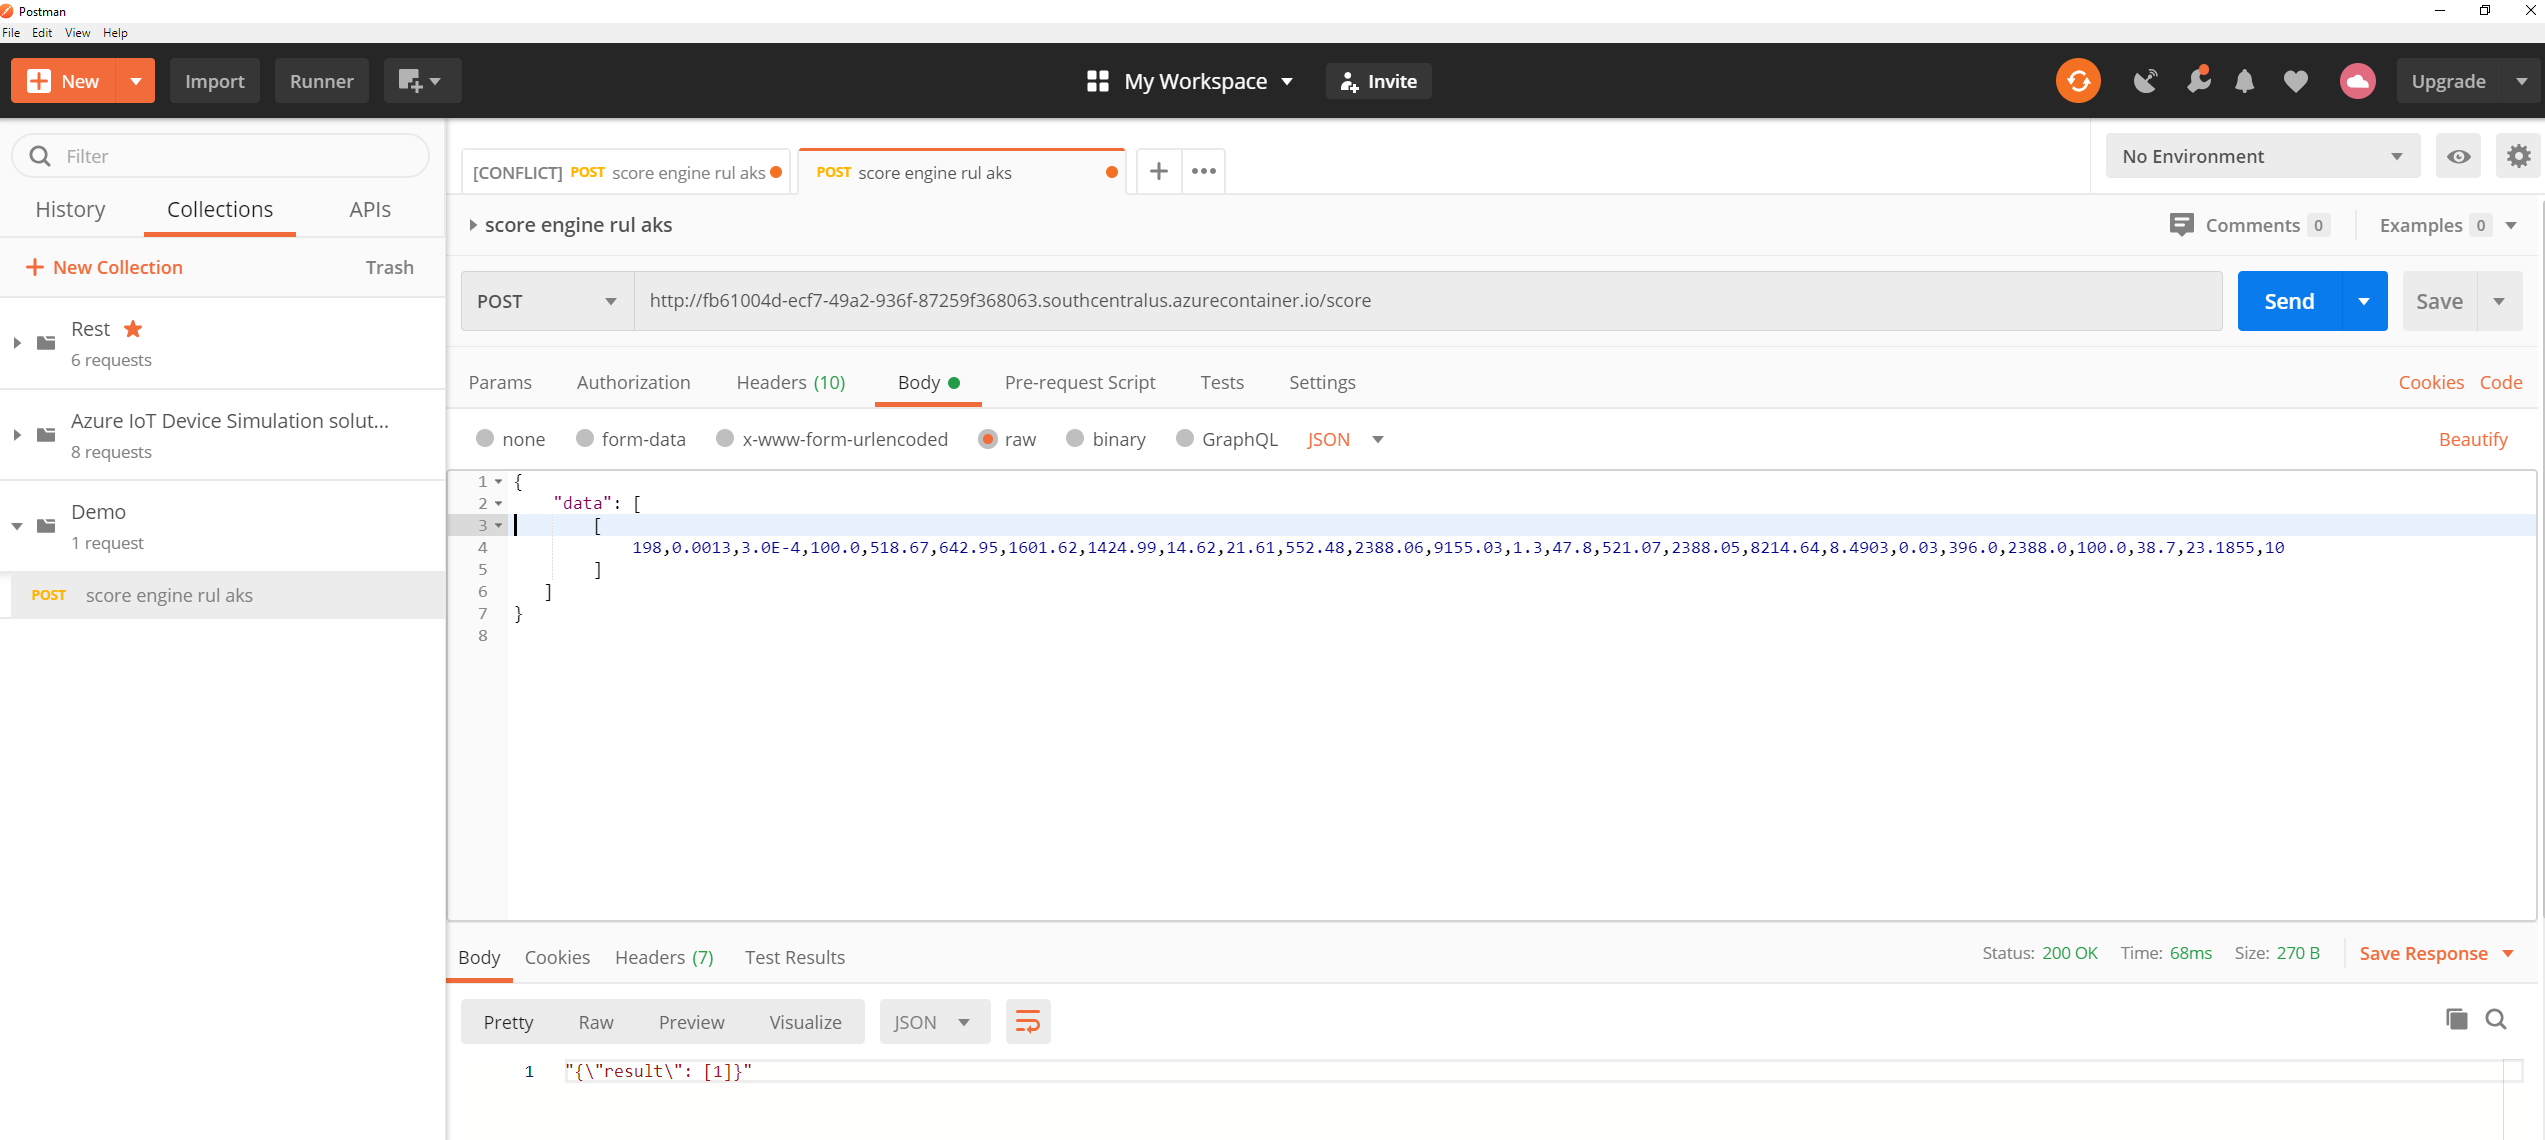 Postman
File Edit View Help
New Import Runner My Workspace Invite Upgrade
Filter
History Collections APIs
New Collection Trash
Rest
6 requests
Azure IoT Device Simulation solut...
8 requests
Demo
1 request
POST score engine rul aks
[CONFLICT] POST score engine rul aks POST score engine rul aks
No Environment
score engine rul aks
Comments 0 Examples 0
POST http://fb61004d-ecf7-49a2-936f-87259f368063.southcentralus.azurecontainer.io/score Send Save
Params Authorization Headers (10) Body Pre-request Script Tests Settings Cookies Code
none form-data x-www-form-urlencoded raw binary GraphQL JSON Beautify
1 {
2 "data": [
3 [
4 198,0.0013,3.0E-4,100.0,518.67,642.95,1601.62,1424.99,14.62,21.61,552.48,2388.06,9155.03,1.3,47.8,521.07,2388.05,8214.64,8.4903,0.03,396.0,2388.0,100.0,38.7,23.1855,10
5 ]
6 ]
7 }
8
Body Cookies Headers (7) Test Results Status: 200 OK Time: 68ms Size: 270 B Save Response
Pretty Raw Preview Visualize JSON
1 "{\"result\": [1]}"